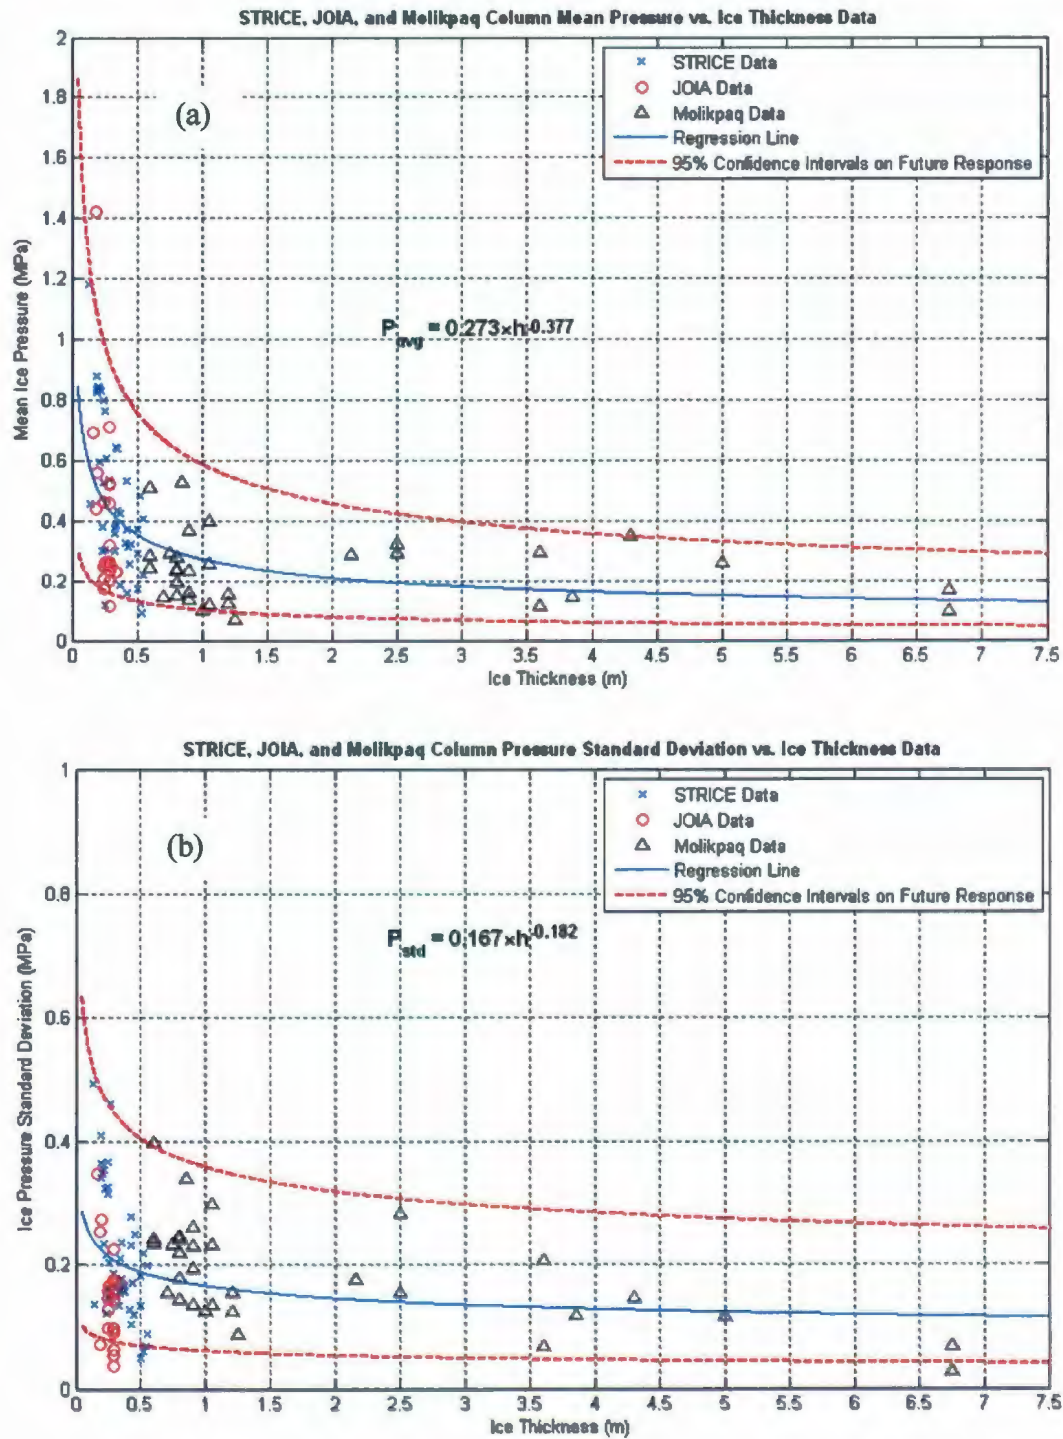 STRICE, JOIA, and Molikpaq Column Mean Pressure vs. Ice Thickness Data
2
1.8
1.6
1.4
1.2
1
0.8
0.6
0.4
0.2
0
Mean Ice Pressure (MPa)
(a)
STRICE Data
JOIA Data
Molikpaq Data
Regression Line
95% Confidence Intervals on Future Response
P_avg = 0.273×h^-0.377
0 0.5 1 1.5 2 2.5 3 3.5 4 4.5 5 5.5 6 6.5 7 7.5
Ice Thickness (m)
STRICE, JOIA, and Molikpaq Column Pressure Standard Deviation vs. Ice Thickness Data
1
0.8
0.6
0.4
0.2
0
Ice Pressure Standard Deviation (MPa)
(b)
STRICE Data
JOIA Data
Molikpaq Data
Regression Line
95% Confidence Intervals on Future Response
P_std = 0.167×h^-0.182
0 0.5 1 1.5 2 2.5 3 3.5 4 4.5 5 5.5 6 6.5 7 7.5
Ice Thickness (m)